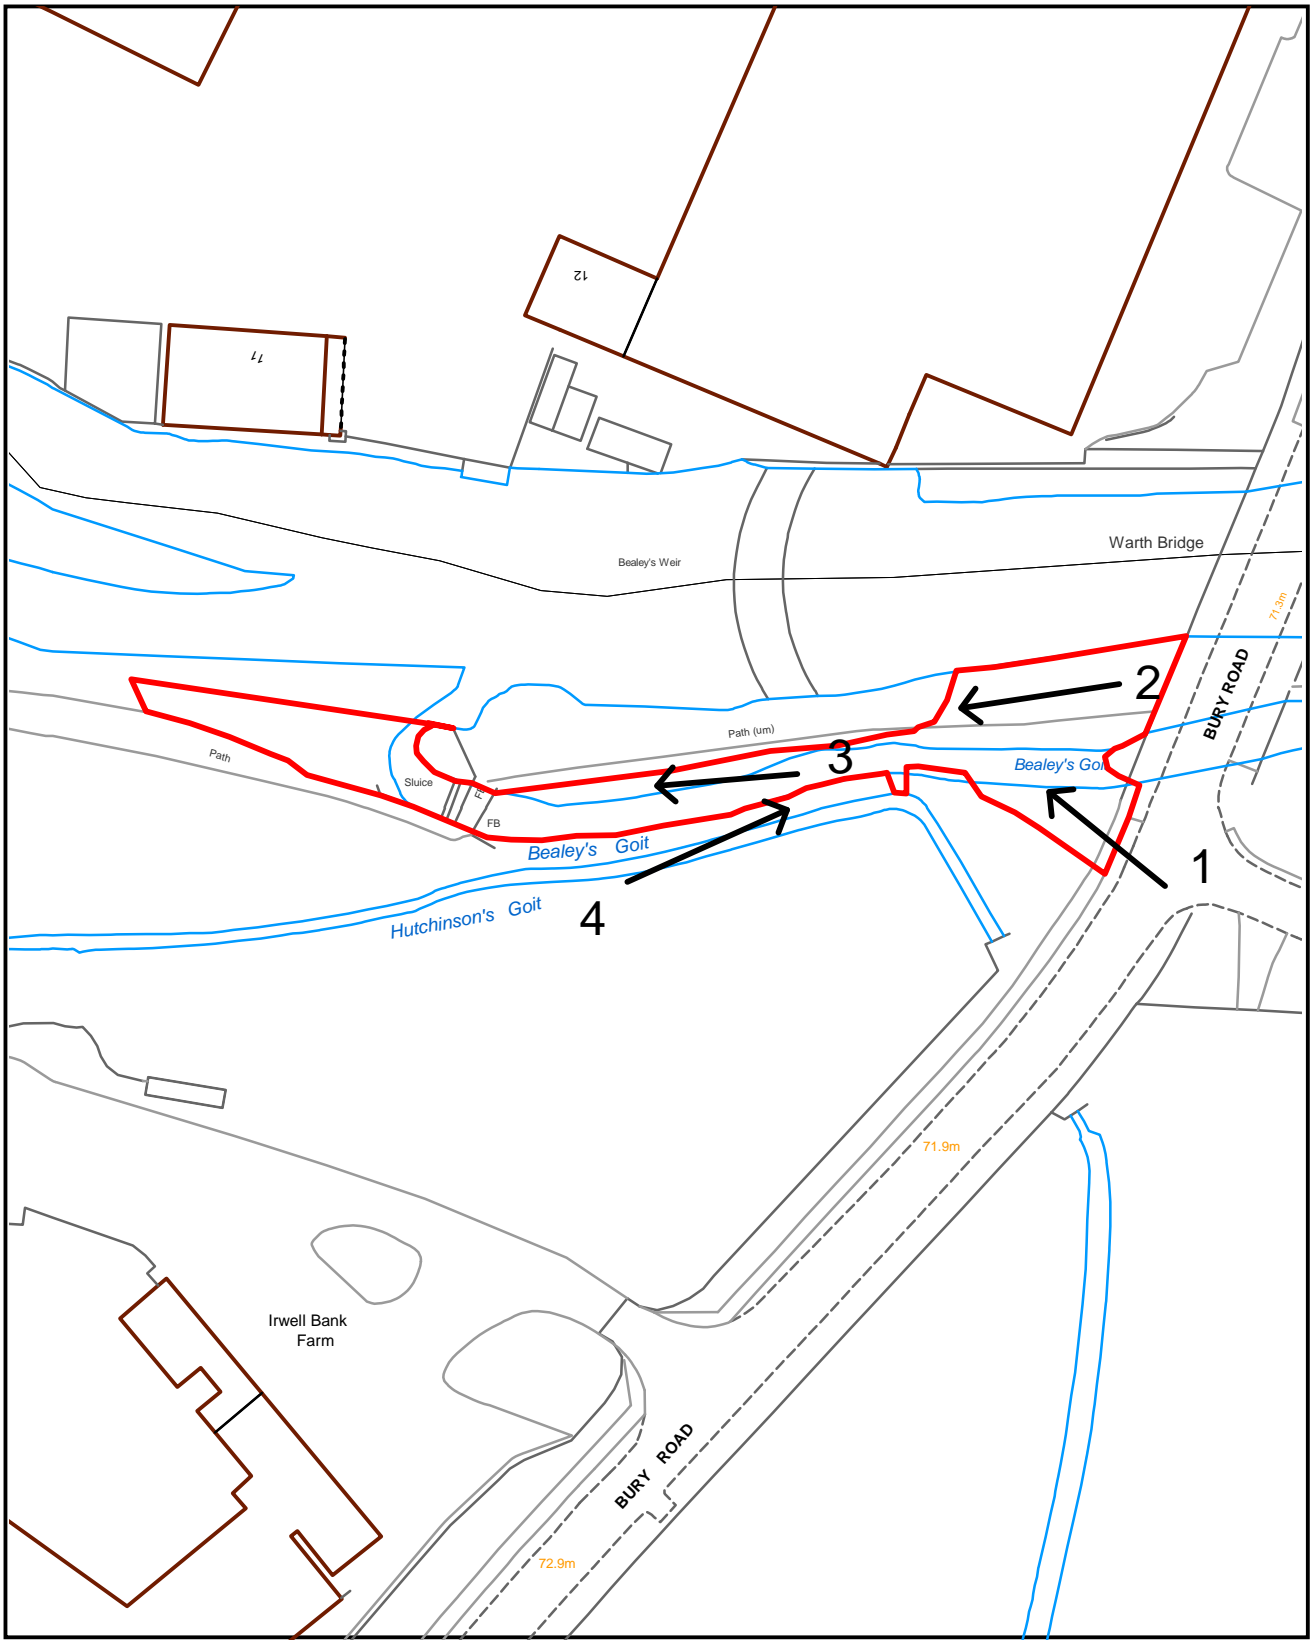 12
11
Warth Bridge
Bealey's Weir
71.3m
BURY ROAD
2
Path (um)
Path
3
Bealey's Goi
Sluice
FB
Bealey's Goit
1
Hutchinson's Goit
4
71.9m
Irwell Bank
Farm
BURY ROAD
72.9m